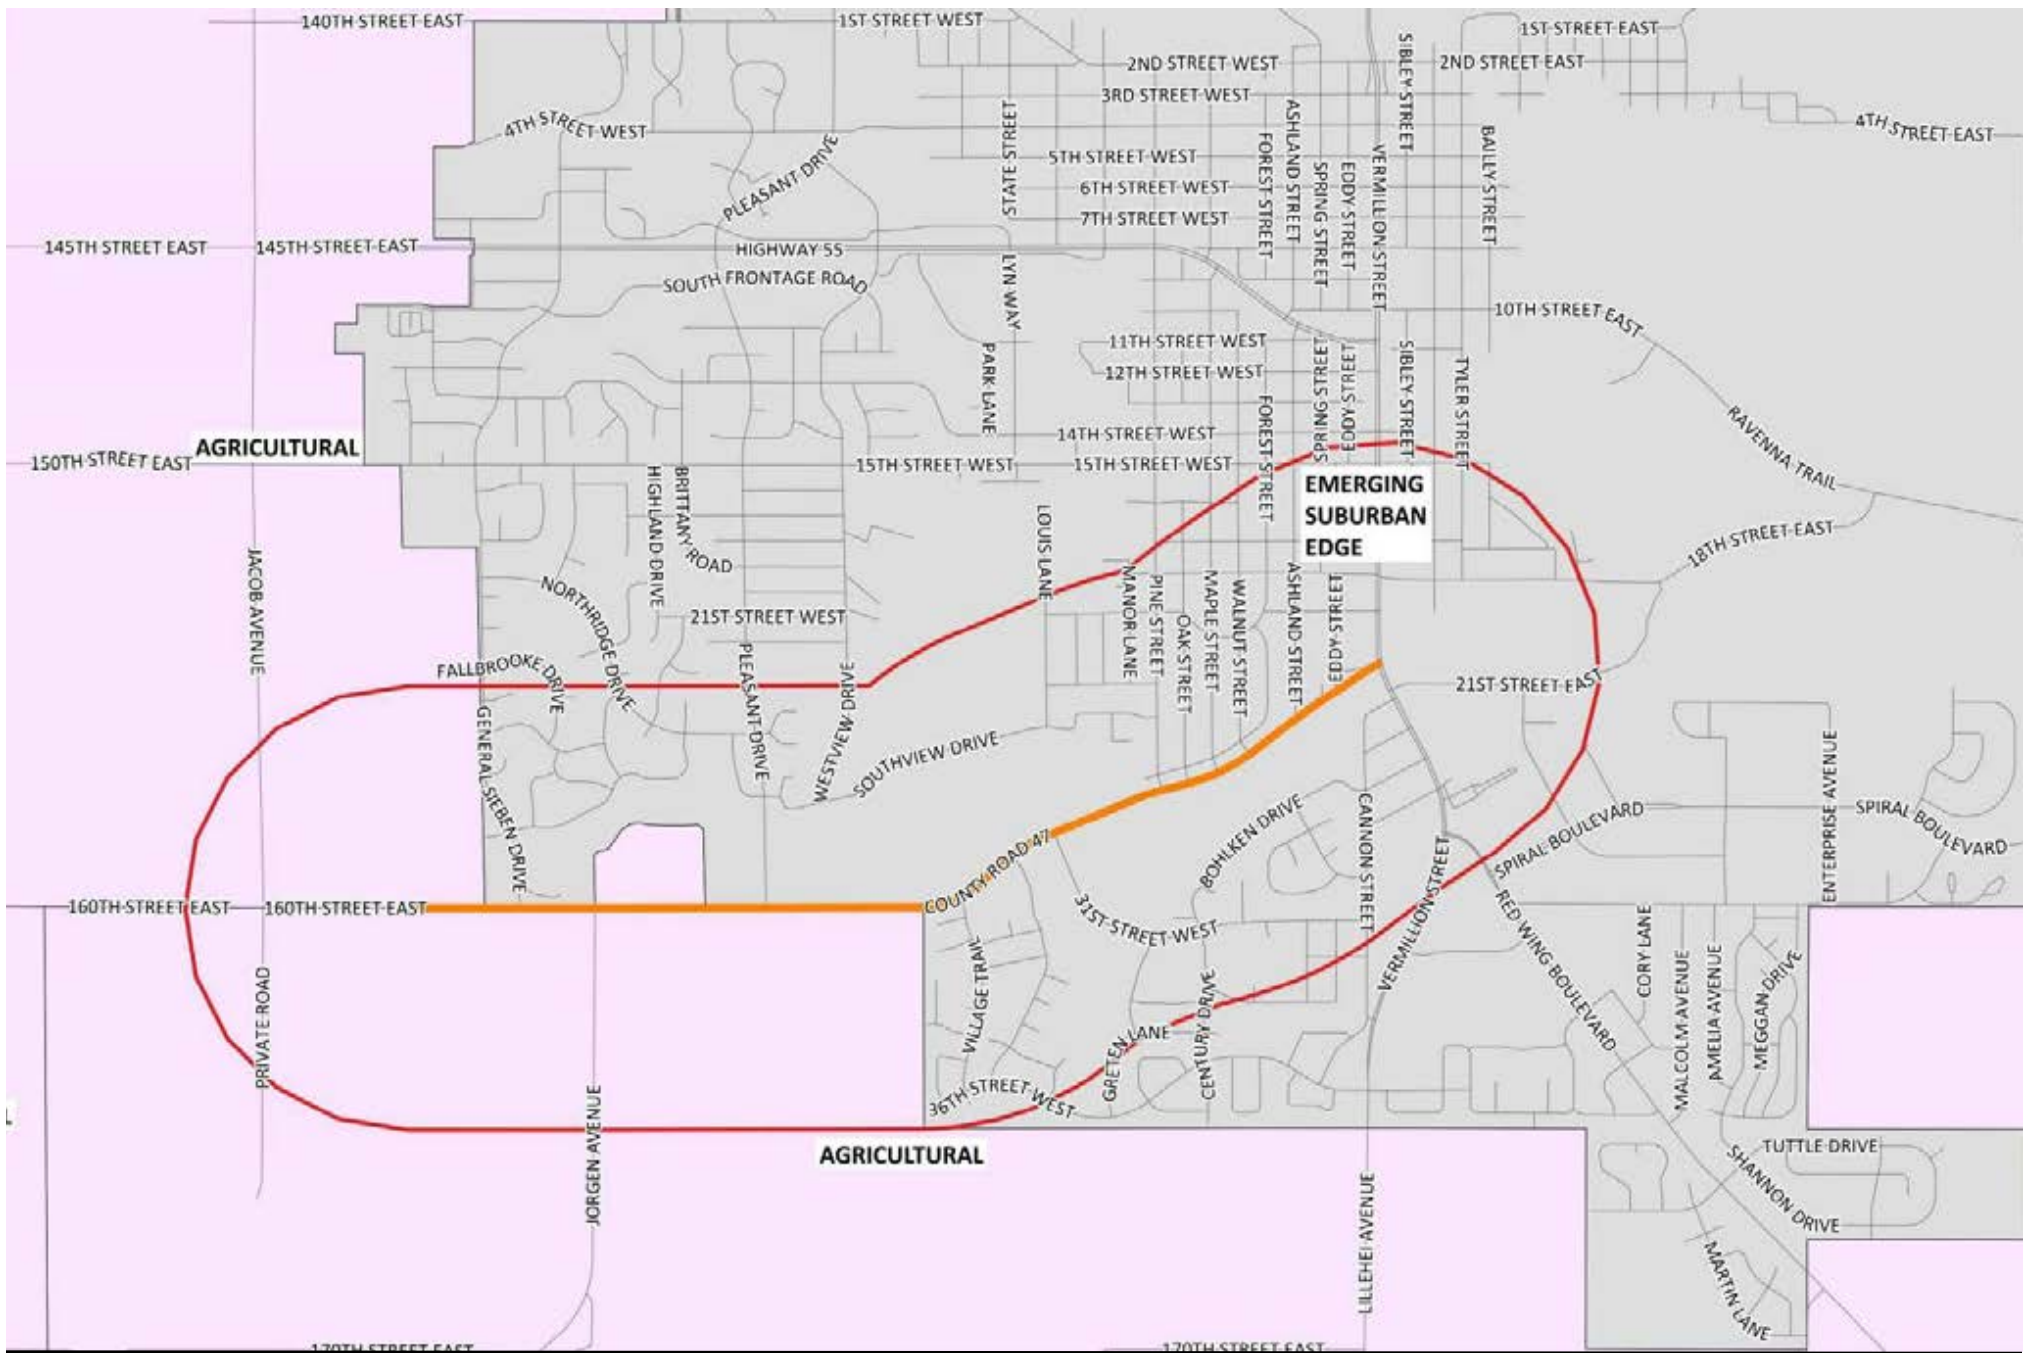 140TH STREET EAST
1ST STREET WEST
1ST STREET EAST
2ND STREET WEST
2ND STREET EAST
SIBLEY STREET
3RD STREET WEST
4TH STREET WEST
4TH STREET EAST
STATE STREET
ASHLAND STREET
FOREST STREET
BAILLY STREET
VERMILLION STREET
PLEASANT DRIVE
5TH STREET WEST
SPRING STREET
EDDY STREET
6TH STREET WEST
7TH STREET WEST
145TH STREET EAST
145TH STREET EAST
HIGHWAY 55
SOUTH FRONTAGE ROAD
LYN WAY
10TH STREET EAST
11TH STREET WEST
PARK LANE
SPRING STREET
EDDY STREET
SIBLEY STREET
TYLER STREET
12TH STREET WEST
FOREST STREET
RAVENNA TRAIL
14TH STREET WEST
AGRICULTURAL
150TH STREET EAST
15TH STREET WEST
15TH STREET WEST
HIGHLAND DRIVE
BRITTANY ROAD
EMERGING
SUBURBAN
EDGE
LOUIS LANE
18TH STREET EAST
JACOB AVENUE
NORTHRIDGE DRIVE
MANOR LANE
PINE STREET
MAPLE STREET
WALNUT STREET
ASHLAND STREET
EDDY STREET
OAK STREET
21ST STREET WEST
FALLBROOKE DRIVE
PLEASANT DRIVE
WESTVIEW DRIVE
21ST STREET EAST
GENERAL SIEBEN DRIVE
SOUTHVIEW DRIVE
ENTERPRISE AVENUE
BOHLKEN DRIVE
CANNON STREET
SPIRAL BOULEVARD
SPIRAL BOULEVARD
COUNTY ROAD 47
VERMILLION STREET
160TH STREET EAST
160TH STREET EAST
31ST STREET WEST
RED WING BOULEVARD
CORY LANE
VILLAGE TRAIL
MALCOLM AVENUE
AMELIA AVENUE
MEGGAN DRIVE
PRIVATE ROAD
CENTURY DRIVE
GRETEN LANE
36TH STREET WEST
JORGEN AVENUE
AGRICULTURAL
TUTTLE DRIVE
SHANNON DRIVE
LILLEHEI AVENUE
MARTIN LANE
170TH STREET EAST
170TH STREET EAST